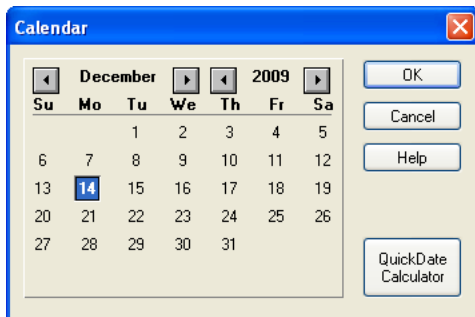 Calendar
December 2009
Su Mo Tu We Th Fr Sa
1 2 3 4 5
6 7 8 9 10 11 12
13 14 15 16 17 18 19
20 21 22 23 24 25 26
27 28 29 30 31
OK
Cancel
Help
QuickDate
Calculator